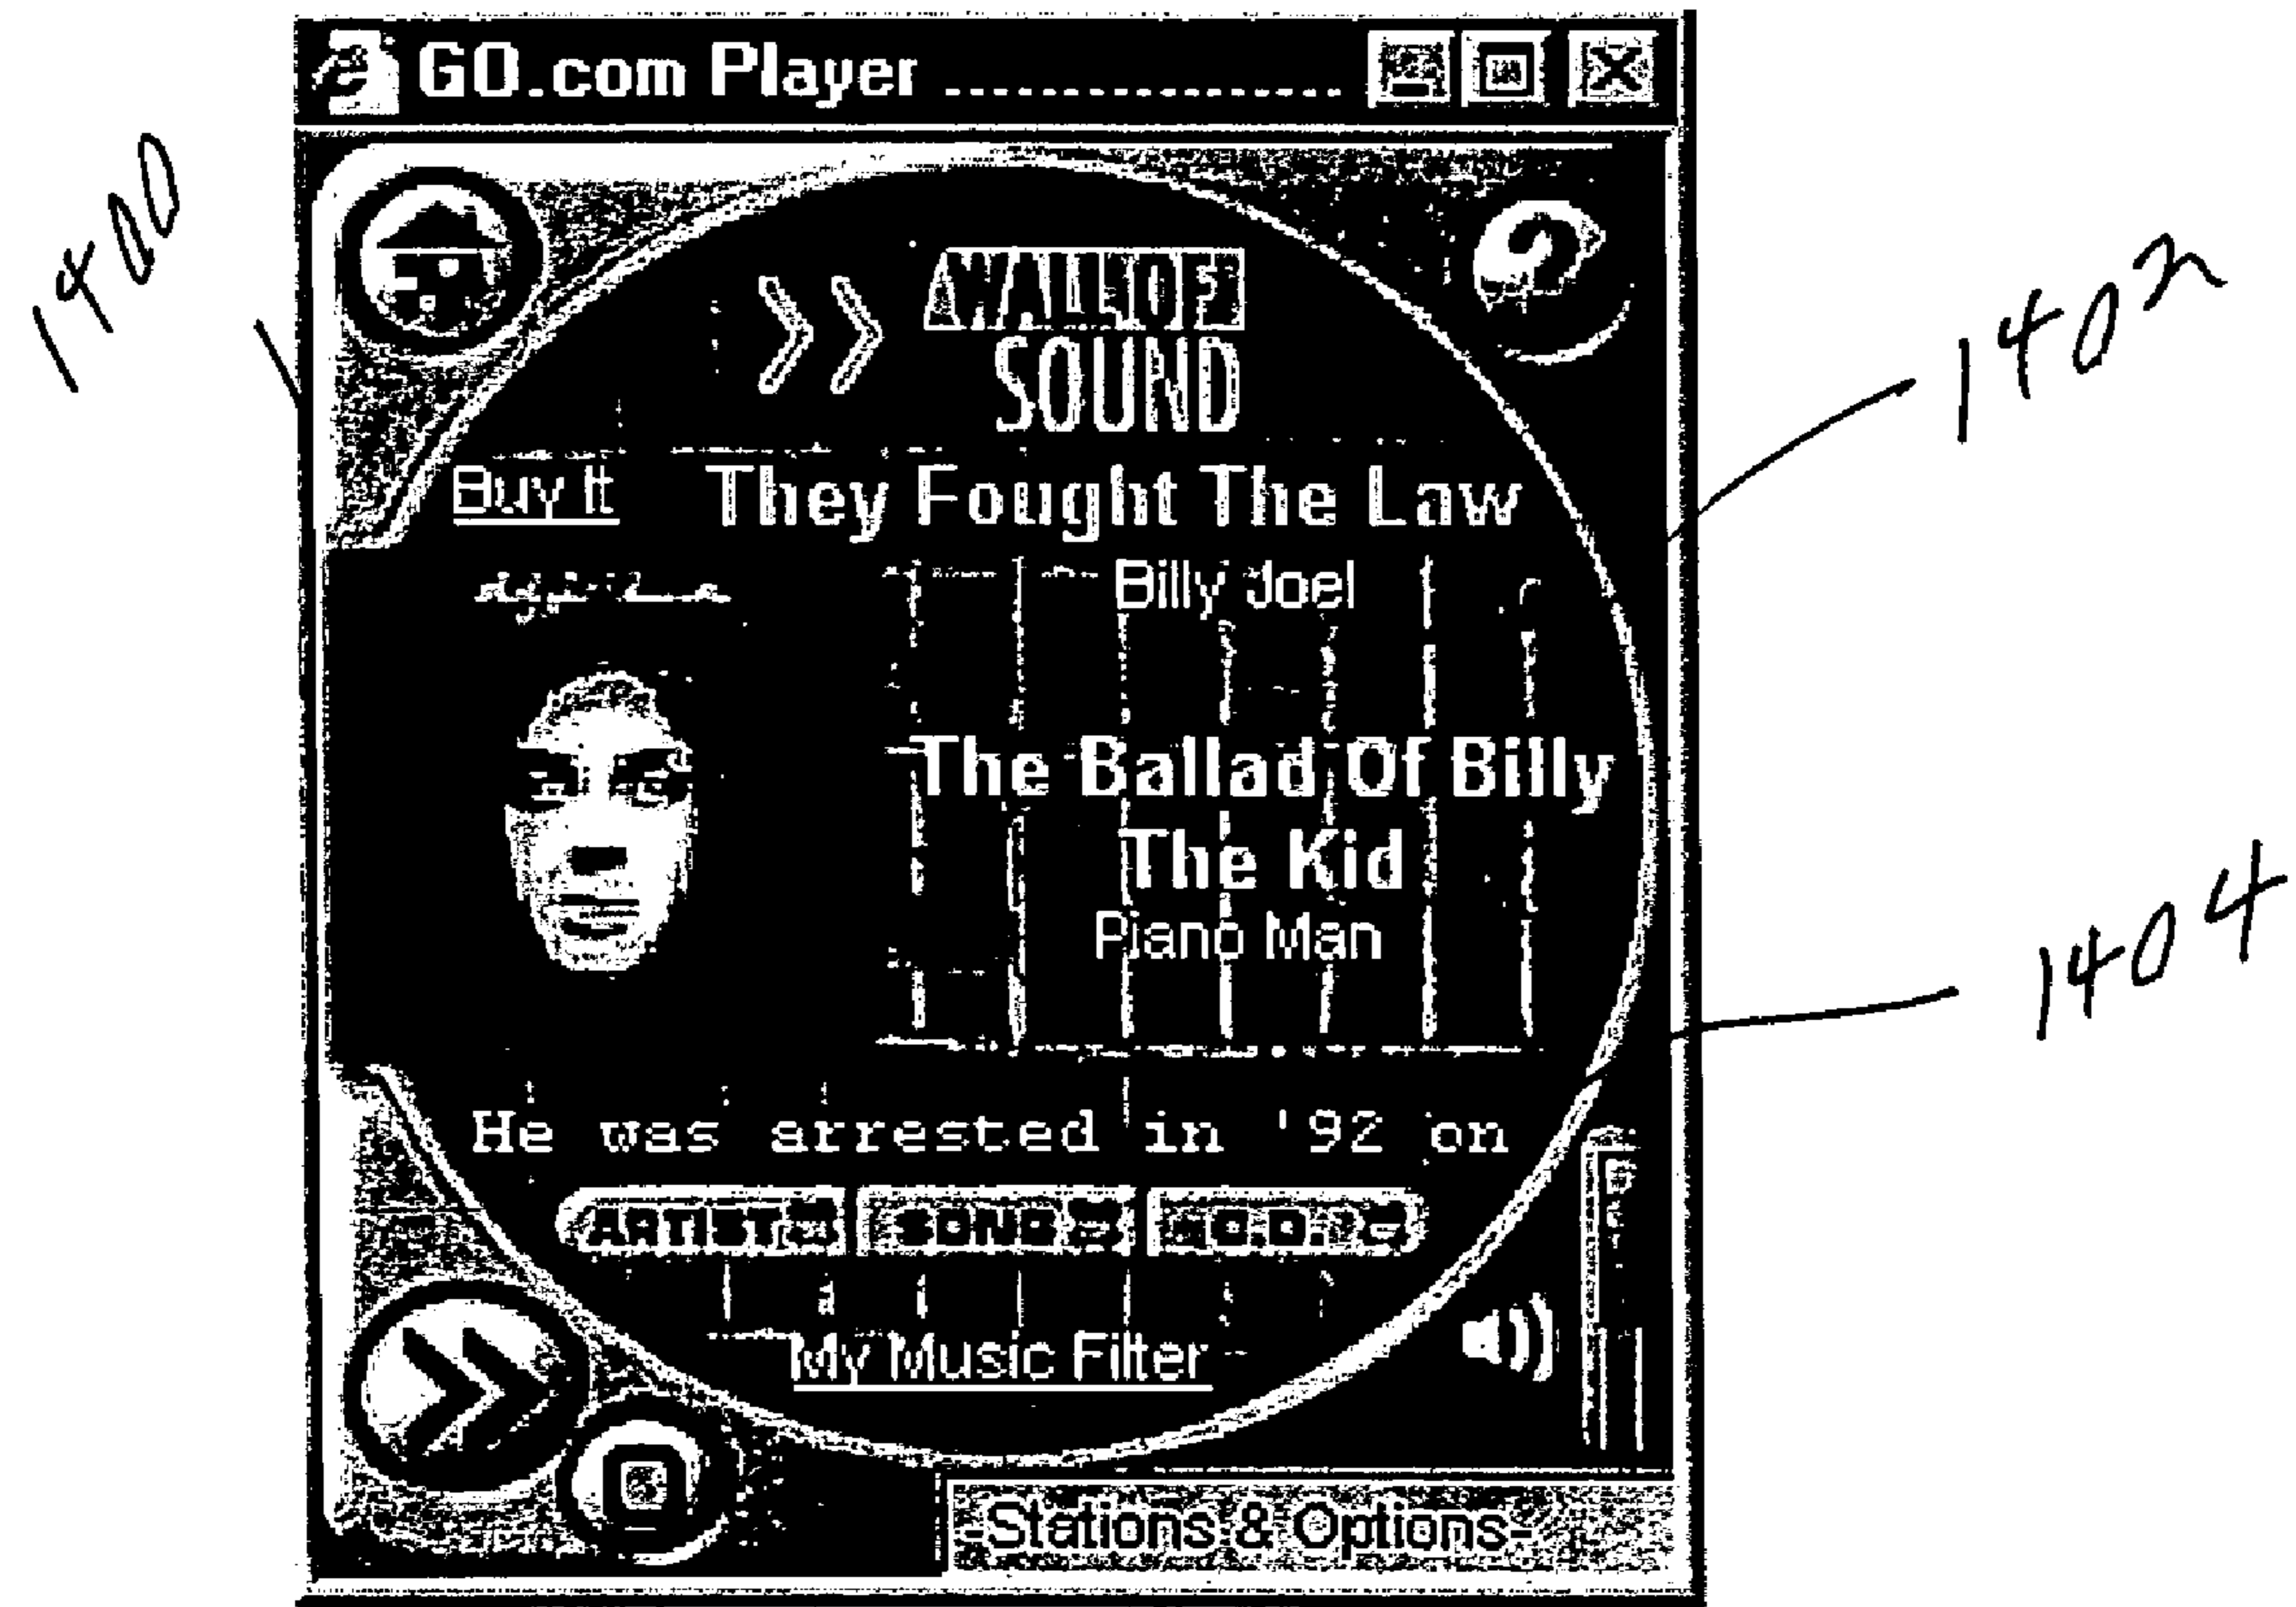 GO.com Player
1400
WALL OF
SOUND
1402
Buy It They Fought The Law
Billy Joel
The Ballad Of Billy
The Kid
Piano Man
1404
He was arrested in '92 on
ARTIST SONG C.D.
My Music Filter
-Stations & Options-